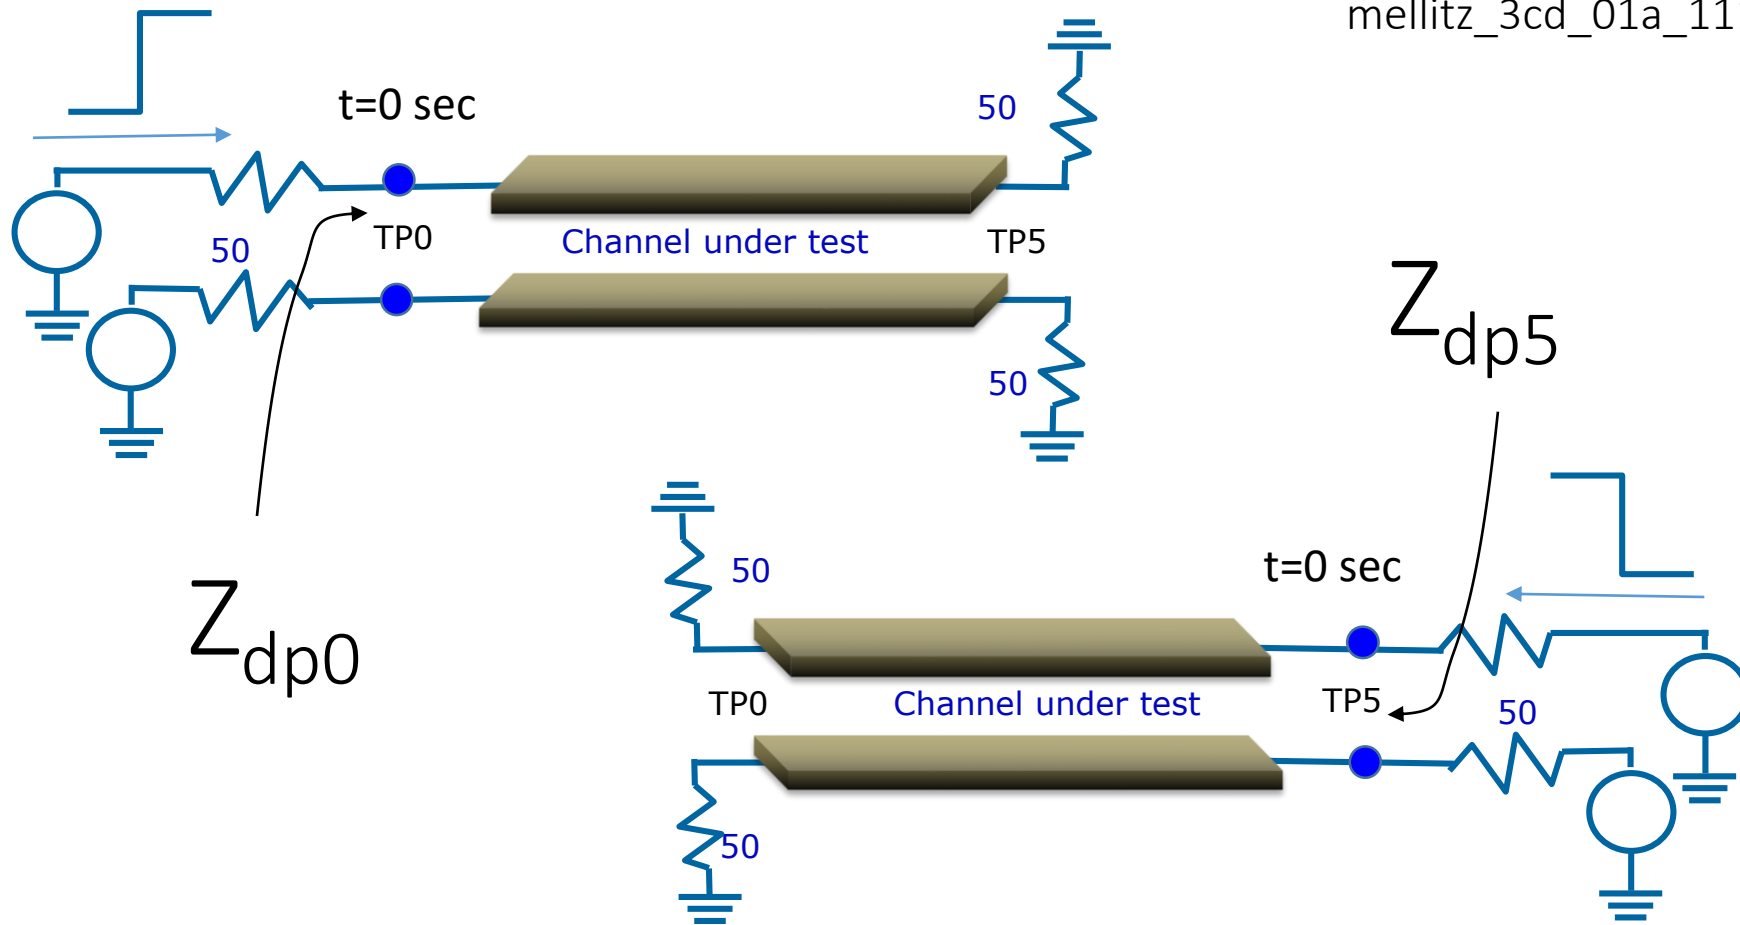 mellitz_3cd_01a_11
t=0 sec
50
TP0
50
Channel under test
TP5
50
Zdp5
50
t=0 sec
Zdp0
TP0
Channel under test
TP5
50
50